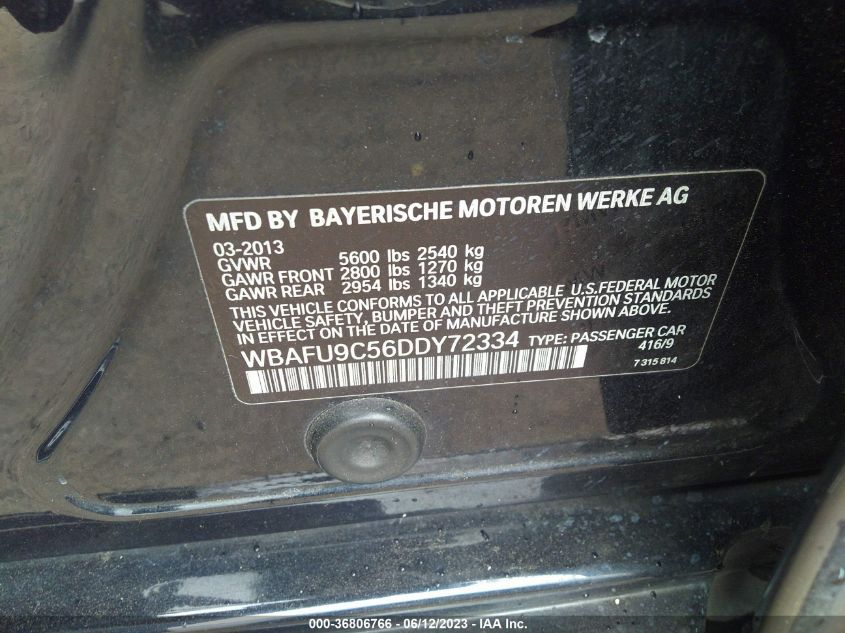 MFD BY BAYERISCHE MOTOREN WERKE AG
03-2013
GVWR 5600 lbs 2540 kg
GAWR FRONT 2800 lbs 1270 kg
GAWR REAR 2954 lbs 1340 kg
THIS VEHICLE CONFORMS TO ALL APPLICABLE U.S.FEDERAL MOTOR
VEHICLE SAFETY, BUMPER AND THEFT PREVENTION STANDARDS
IN EFFECT ON THE DATE OF MANUFACTURE SHOWN ABOVE.
WBAFU9C56DDY72334 TYPE: PASSENGER CAR
416/9
7 315 814
000-36806766 - 06/12/2023 - IAA Inc.